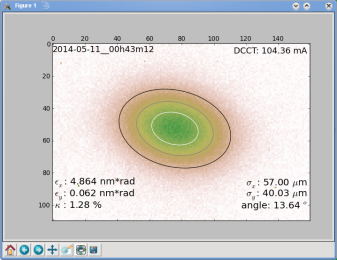 Figure 1
0 20 40 60 80 100 120 140
2014-05-11__00h43m12 DCCT: 104.36 mA
0
20
40
60
80
100
εx : 4.864 nm*rad σx : 57.00 μm
εy : 0.062 nm*rad σy : 40.03 μm
κ : 1.28 % angle: 13.64 °